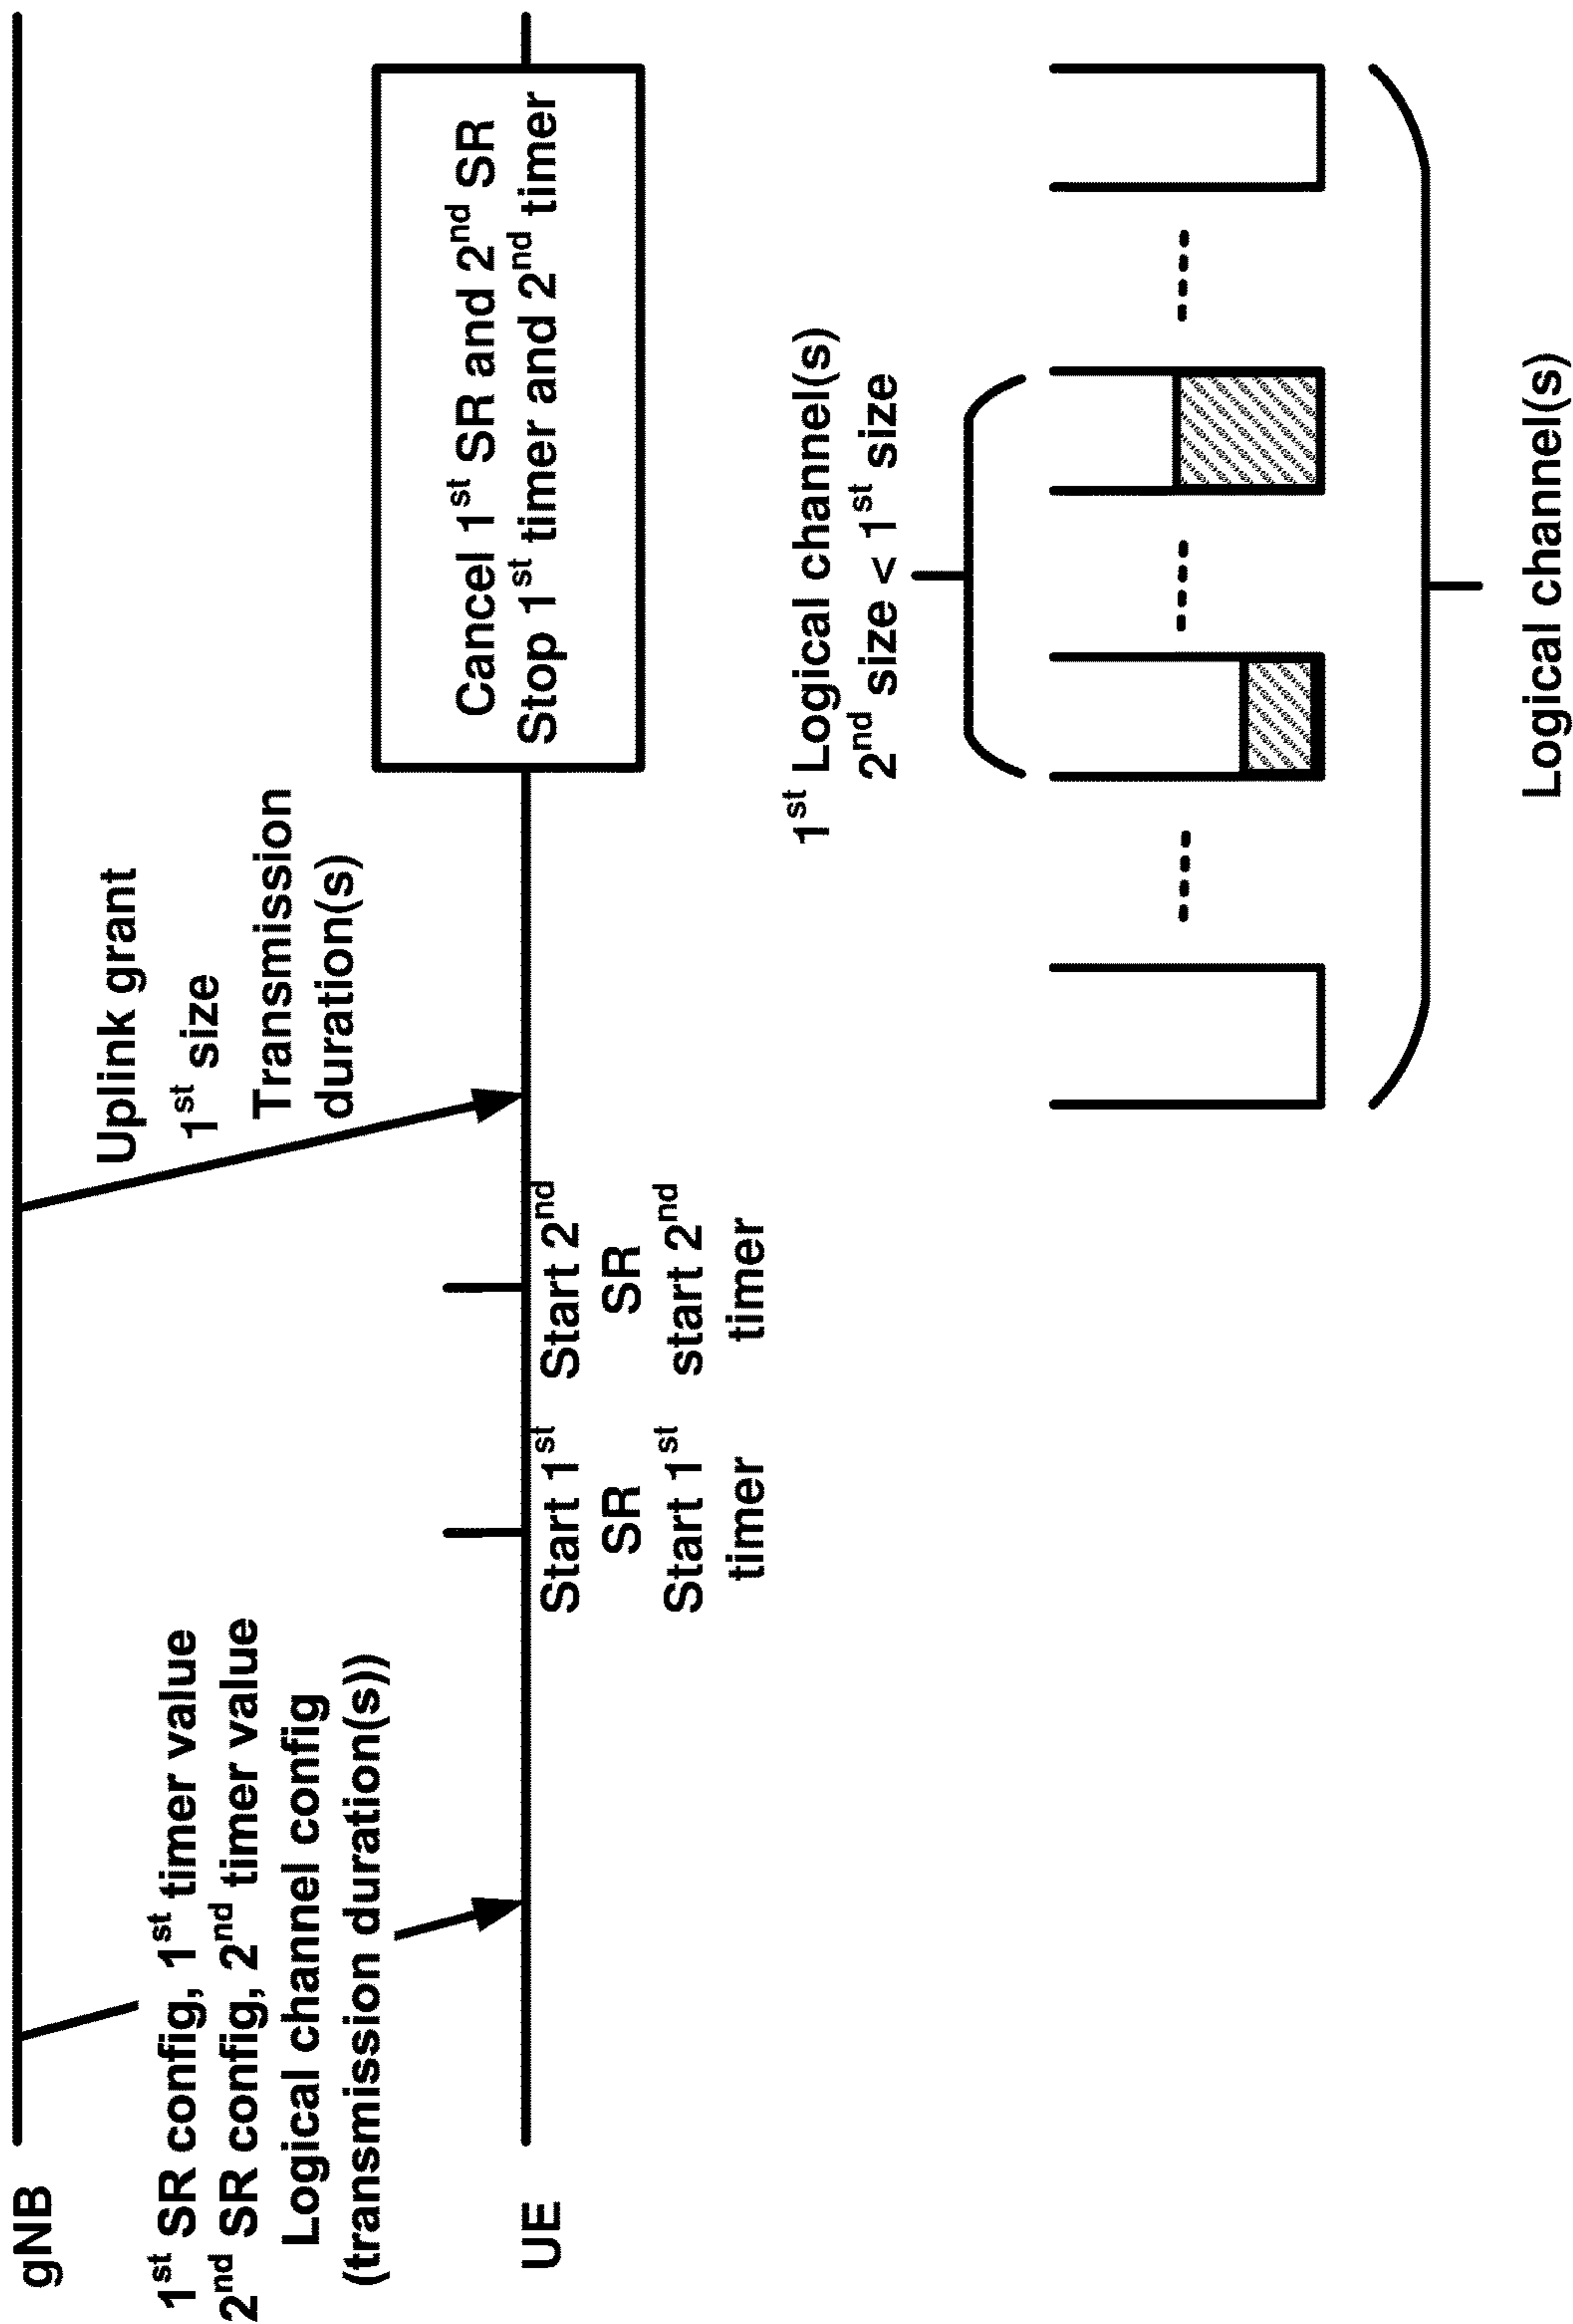 gNB
1st SR config, 1st timer value
2nd SR config, 2nd timer value
Logical channel config
(transmission duration(s))
Uplink grant
1st size
Transmission
duration(s)
UE
Start 1st
SR
Start 1st
timer
Start 2nd
SR
start 2nd
timer
Cancel 1st SR and 2nd SR
Stop 1st timer and 2nd timer
1st Logical channel(s)
2nd size < 1st size
Logical channel(s)